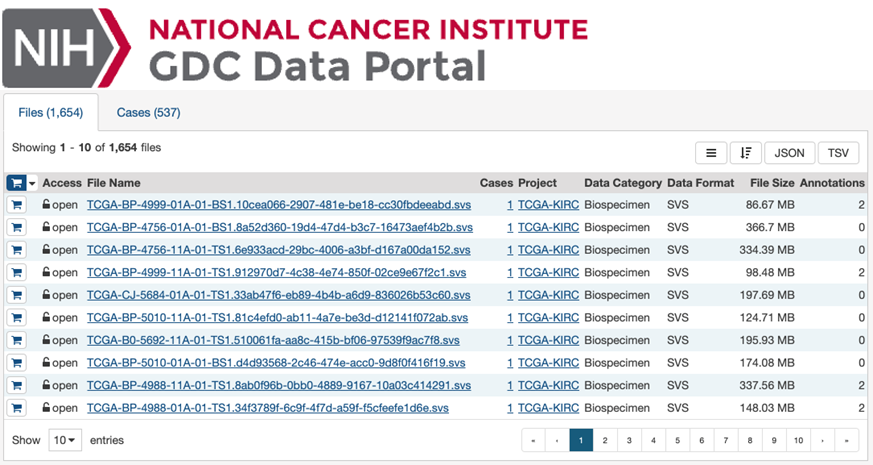 NIH NATIONAL CANCER INSTITUTE
GDC Data Portal
Files (1,654) Cases (537)
Showing 1 - 10 of 1,654 files JSON TSV
Access File Name Cases Project Data Category Data Format File Size Annotations
open TCGA-BP-4999-01A-01-BS1.10cea066-2907-481e-be18-cc30fbdeeabd.svs 1 TCGA-KIRC Biospecimen SVS 86.67 MB 2
open TCGA-BP-4756-01A-01-BS1.8a52d360-19d4-47d4-b3c7-16473aef4b2b.svs 1 TCGA-KIRC Biospecimen SVS 366.7 MB 0
open TCGA-BP-4756-11A-01-TS1.6e933acd-29bc-4006-a3bf-d167a00da152.svs 1 TCGA-KIRC Biospecimen SVS 334.39 MB 0
open TCGA-BP-4999-11A-01-TS1.912970d7-4c38-4e74-850f-02ce9e67f2c1.svs 1 TCGA-KIRC Biospecimen SVS 98.48 MB 2
open TCGA-CJ-5684-01A-01-TS1.33ab47f6-eb89-4b4b-a6d9-836026b53c60.svs 1 TCGA-KIRC Biospecimen SVS 197.69 MB 0
open TCGA-BP-5010-11A-01-TS1.81c4efd0-ab11-4a7e-be3d-d12141f072ab.svs 1 TCGA-KIRC Biospecimen SVS 124.71 MB 0
open TCGA-B0-5692-11A-01-TS1.510061fa-aa8c-415b-bf06-97539f9ac7f8.svs 1 TCGA-KIRC Biospecimen SVS 195.93 MB 0
open TCGA-BP-5010-01A-01-BS1.d4d93568-2c46-474e-acc0-9d8f0f416f19.svs 1 TCGA-KIRC Biospecimen SVS 174.08 MB 0
open TCGA-BP-4988-11A-01-TS1.8ab0f96b-0bb0-4889-9167-10a03c414291.svs 1 TCGA-KIRC Biospecimen SVS 337.56 MB 2
open TCGA-BP-4988-01A-01-TS1.34f3789f-6c9f-4f7d-a59f-f5cfeefe1d6e.svs 1 TCGA-KIRC Biospecimen SVS 148.03 MB 2
Show 10 entries « ‹ 1 2 3 4 5 6 7 8 9 10 › »